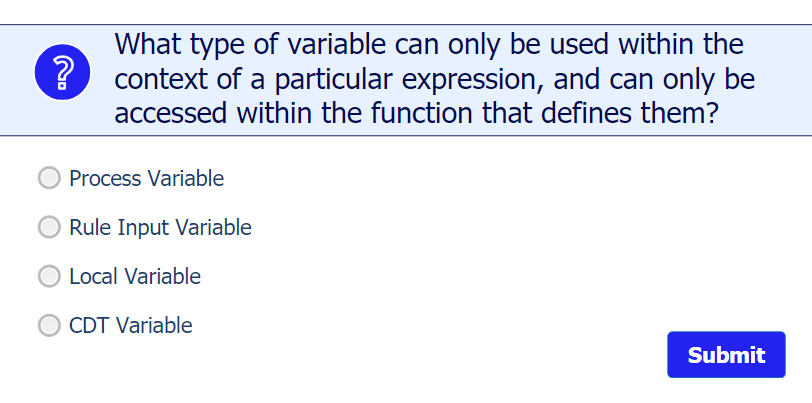 ?
What type of variable can only be used within the
context of a particular expression, and can only be
accessed within the function that defines them?
Process Variable
Rule Input Variable
Local Variable
CDT Variable
Submit